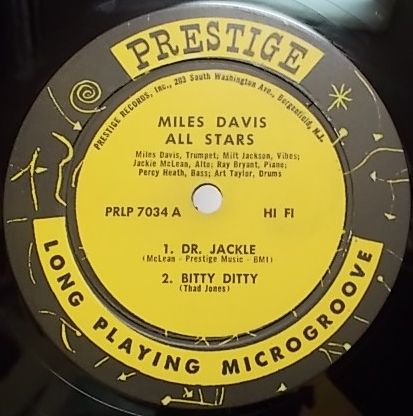 PRESTIGE
PRESTIGE RECORDS, Inc., 203 South Washington Ave., Bergenfield, N.J.
MILES DAVIS
ALL STARS
Miles Davis, Trumpet; Milt Jackson, Vibes;
Jackie McLean, Alto; Ray Bryant, Piano;
Percy Heath, Bass; Art Taylor, Drums
PRLP 7034 A HI FI
1. DR. JACKLE
(McLean - Prestige Music - BMI)
2. BITTY DITTY
(Thad Jones)
LONG PLAYING MICROGROOVE